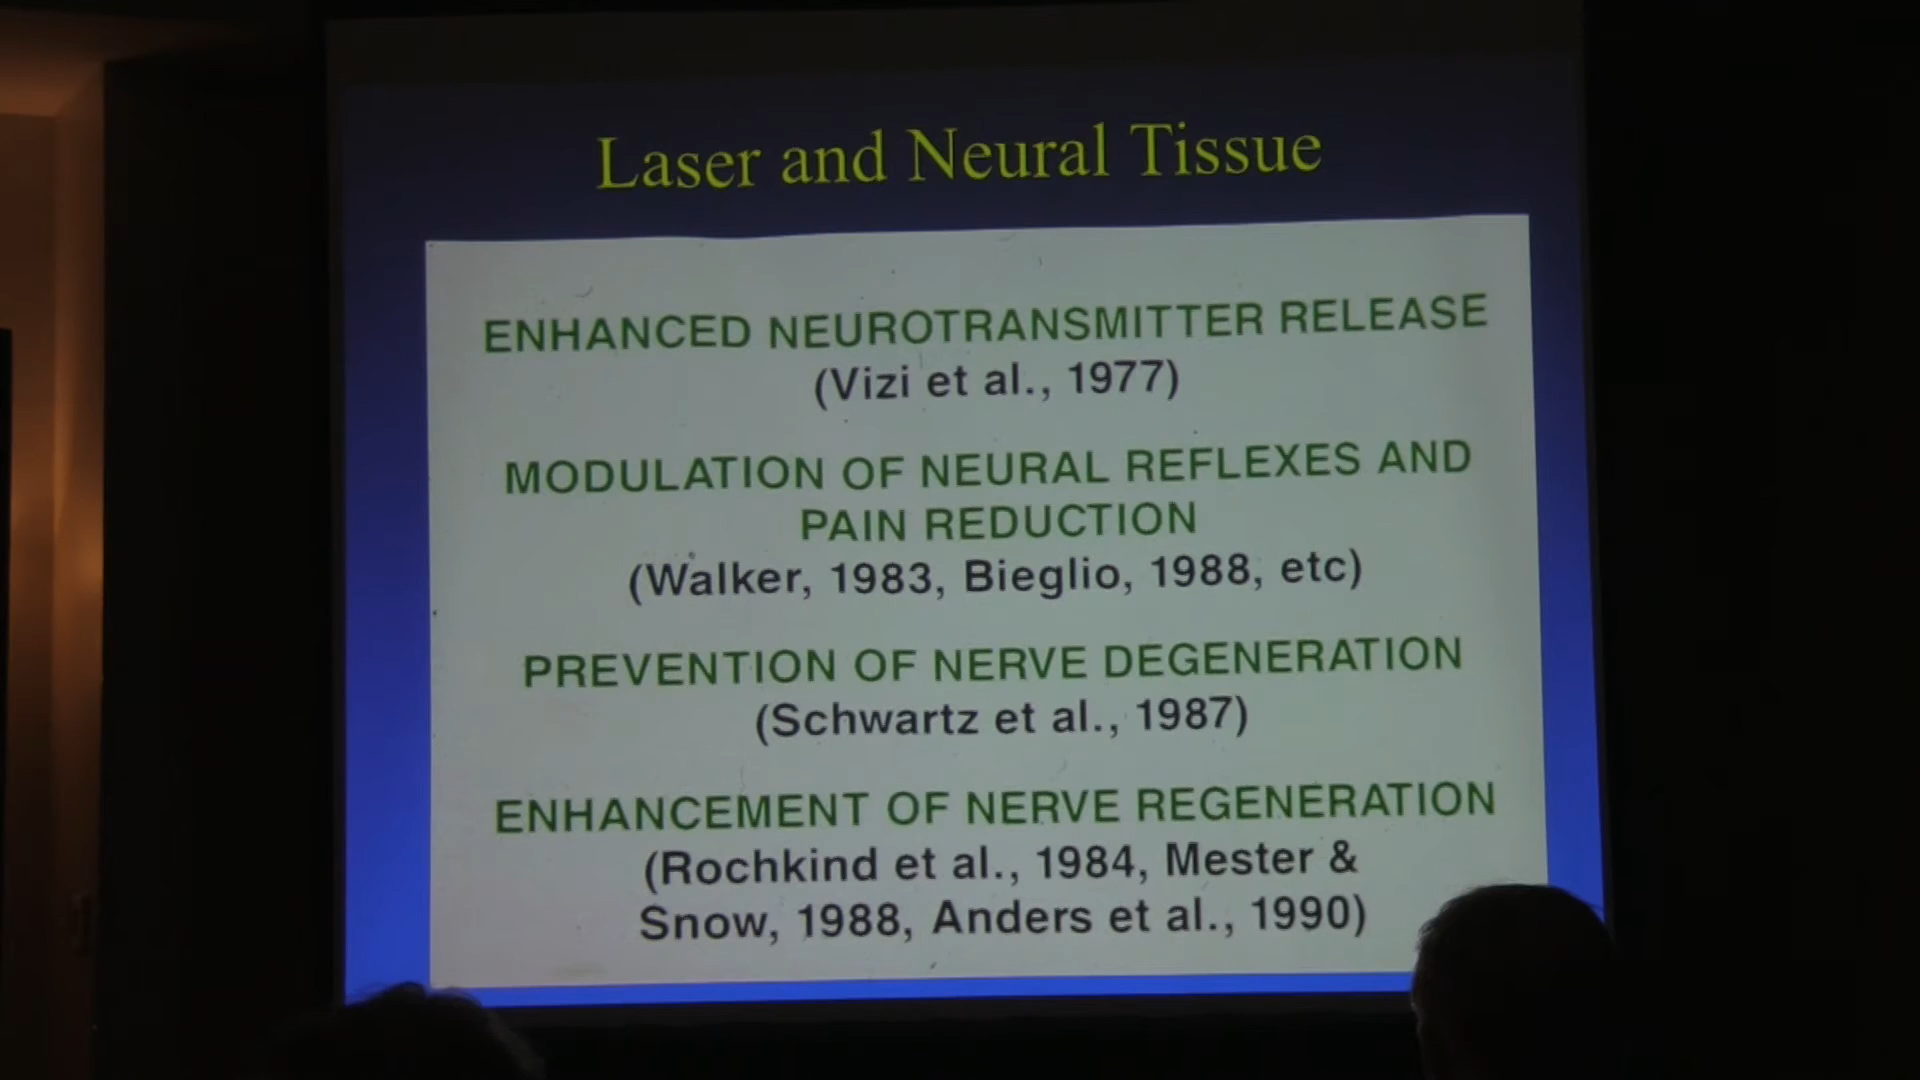 Laser and Neural Tissue
ENHANCED NEUROTRANSMITTER RELEASE
(Vizi et al., 1977)
MODULATION OF NEURAL REFLEXES AND
PAIN REDUCTION
(Walker, 1983, Bieglio, 1988, etc)
PREVENTION OF NERVE DEGENERATION
(Schwartz et al., 1987)
ENHANCEMENT OF NERVE REGENERATION
(Rochkind et al., 1984, Mester &
Snow, 1988, Anders et al., 1990)